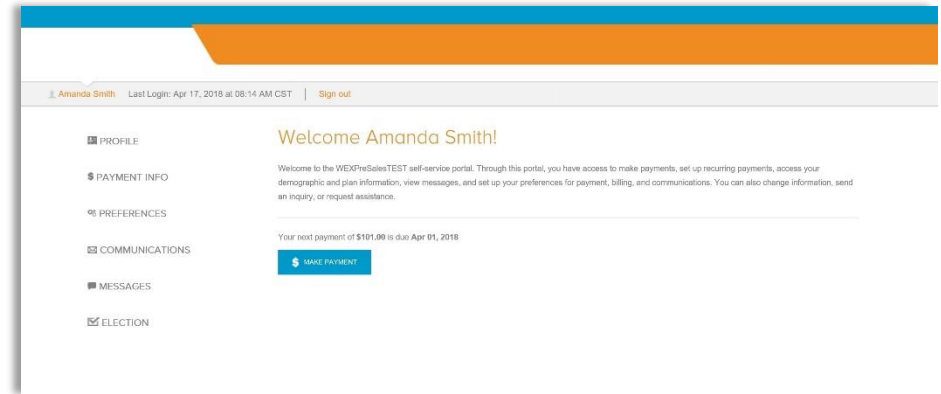 Amanda Smith Last Login: Apr 17, 2018 at 08:14 AM CST | Sign out
PROFILE
PAYMENT INFO
PREFERENCES
COMMUNICATIONS
MESSAGES
ELECTION
Welcome Amanda Smith!
Welcome to the WEXPreSalesTEST self-service portal. Through this portal, you have access to make payments, set up recurring payments, access your
demographic and plan information, view messages, and set up your preferences for payment, billing, and communications. You can also change information, send
an inquiry, or request assistance.
Your next payment of $101.00 is due Apr 01, 2018
$ MAKE PAYMENT